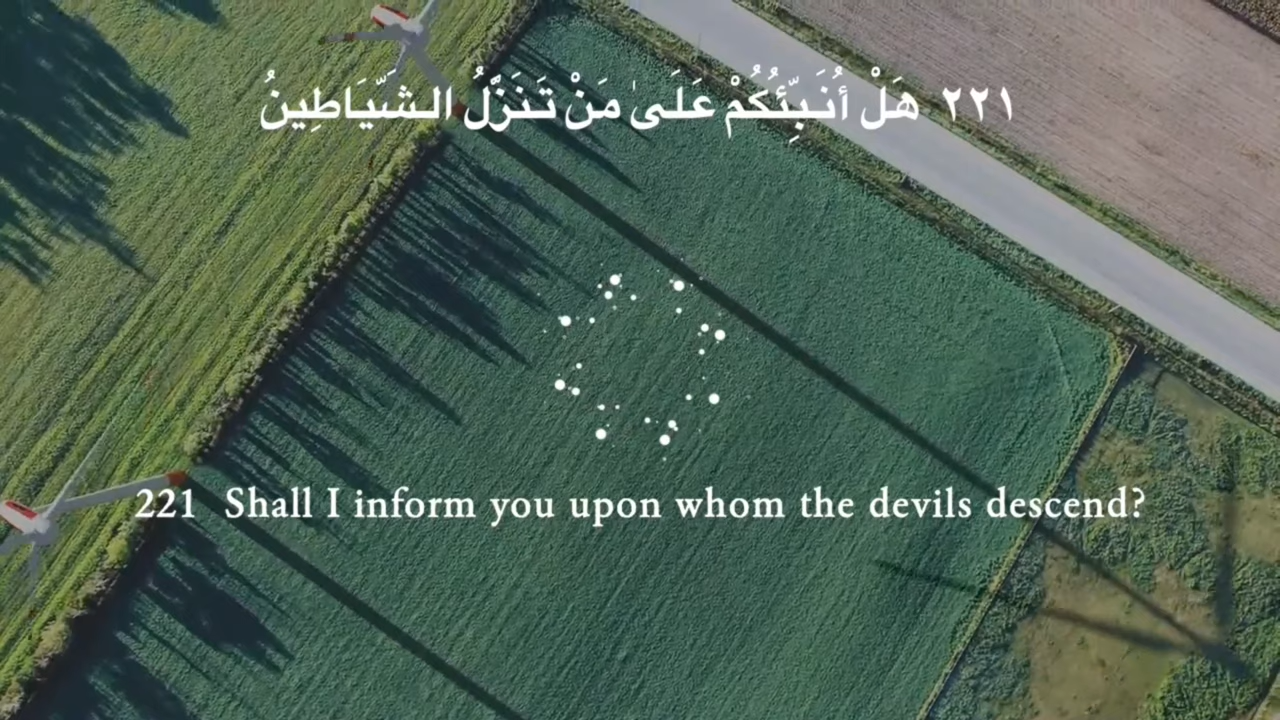 ٢٢١ هَلْ أُنَبِّئُكُمْ عَلَىٰ مَنْ تَنَزَّلُ الشَّيَاطِينُ
221 Shall I inform you upon whom the devils descend?